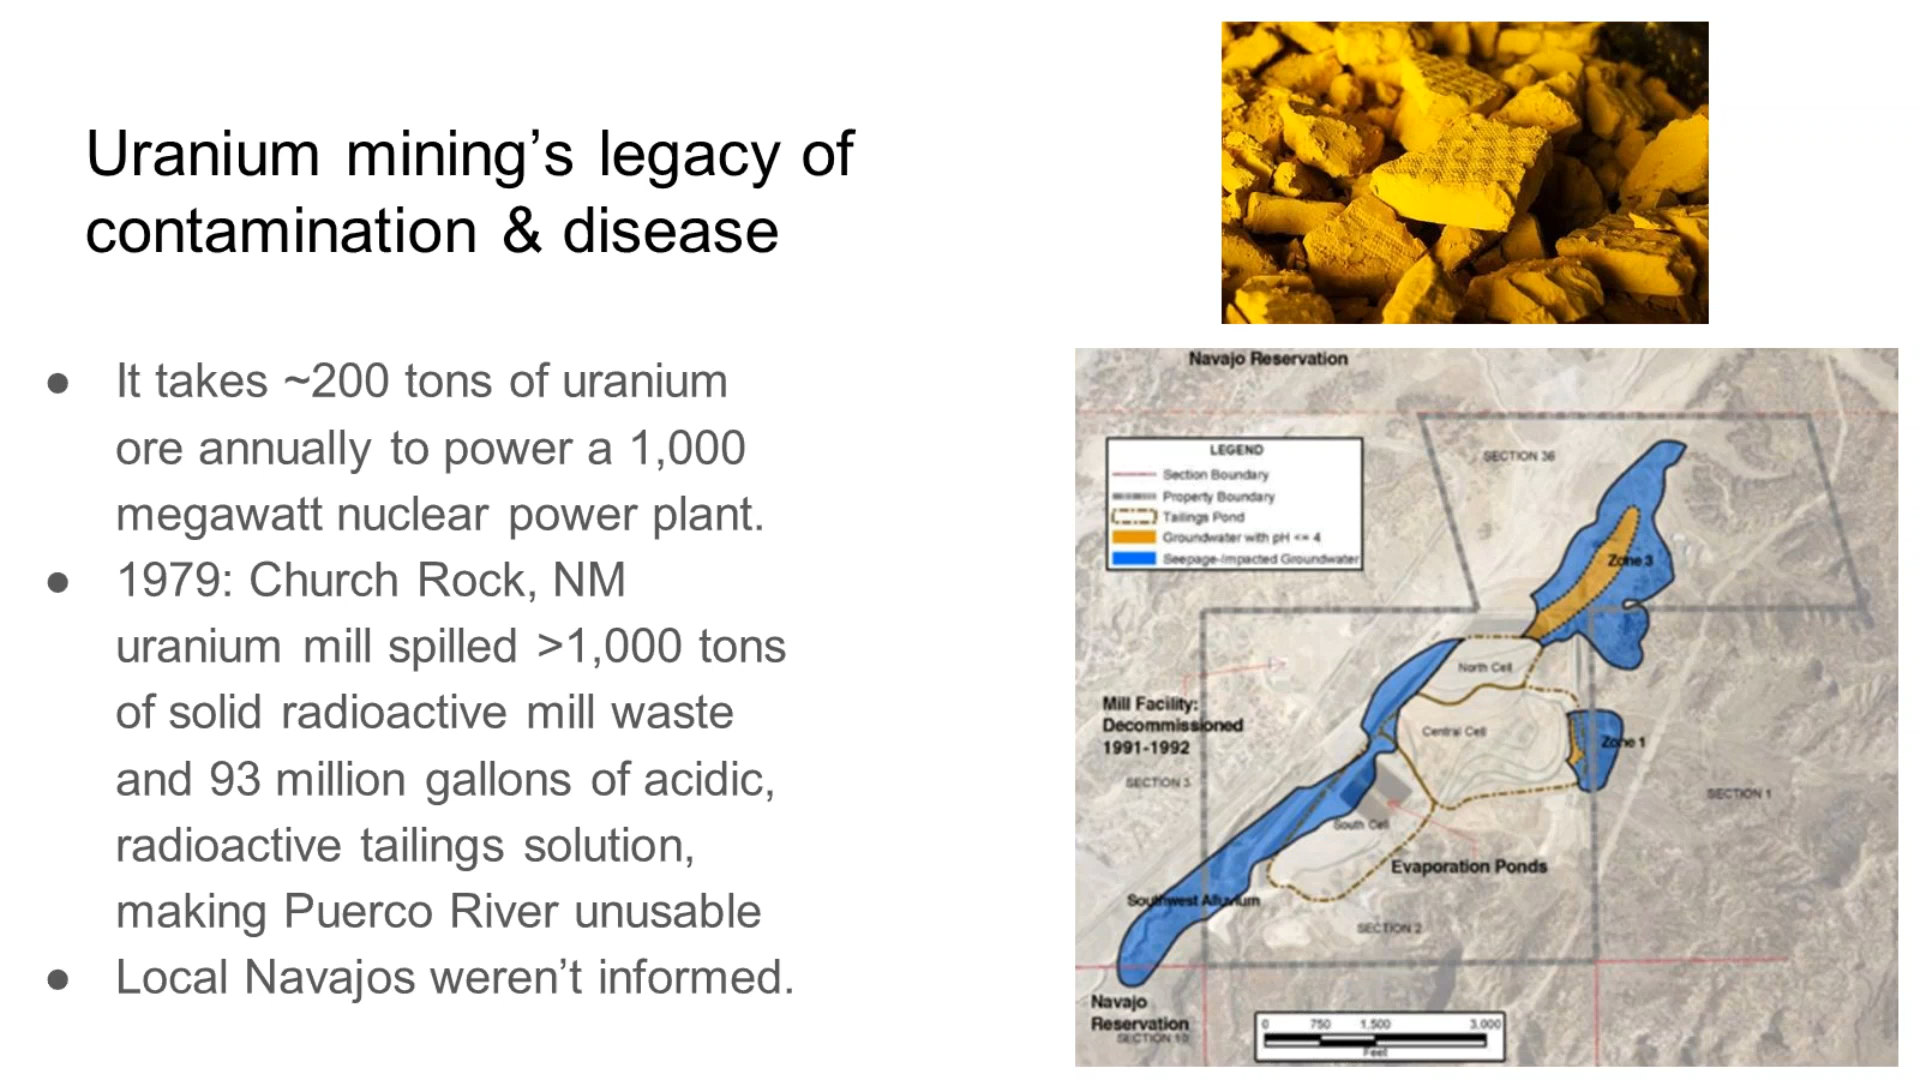 Uranium mining’s legacy of
contamination & disease
● It takes ~200 tons of uranium
ore annually to power a 1,000
megawatt nuclear power plant.
● 1979: Church Rock, NM
uranium mill spilled >1,000 tons
of solid radioactive mill waste
and 93 million gallons of acidic,
radioactive tailings solution,
making Puerco River unusable
● Local Navajos weren’t informed.
Navajo Reservation
LEGEND
Section Boundary
Property Boundary
Tailings Pond
Groundwater with pH <= 4
Seepage-Impacted Groundwater
SECTION 36
Zone 3
North Cell
Mill Facility:
Decommissioned
1991-1992
Central Cell
Zone 1
SECTION 3
SECTION 1
South Cell
Evaporation Ponds
Southwest Alluvium
SECTION 2
Navajo
Reservation
SECTION 10
0 750 1,500 3,000
Feet